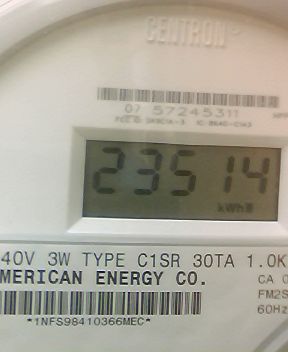 CENTRON®
07 57245311
23514
kWh
40V 3W TYPE C1SR 30TA 1.0K
MERICAN ENERGY CO.
CA 0
FM2S
60Hz
*1NFS98410366MEC*